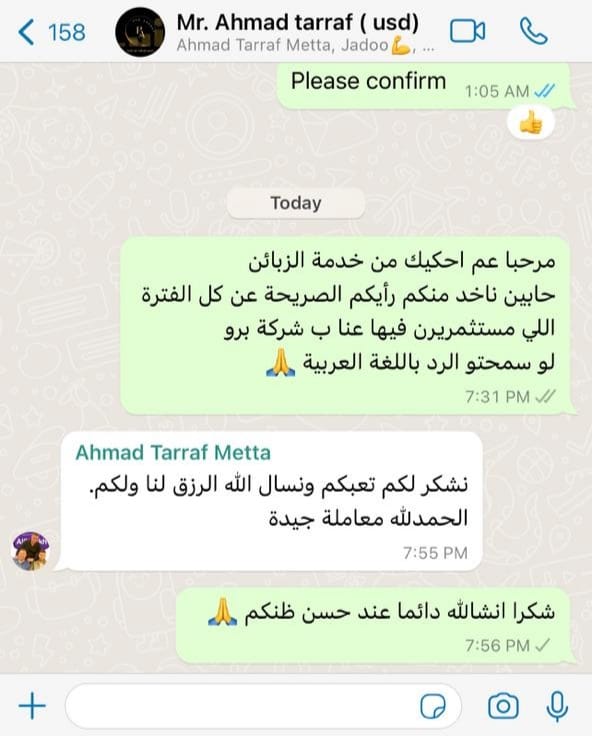 158
Mr. Ahmad tarraf ( usd)
Ahmad Tarraf Metta, Jadoo💪, ...
Please confirm
1:05 AM
👍
Today
مرحبا عم احكيك من خدمة الزبائن
حابين ناخد منكم رأيكم الصريحة عن كل الفترة
اللي مستثمريرن فيها عنا ب شركة برو
لو سمحتو الرد باللغة العربية 🙏
7:31 PM
Ahmad Tarraf Metta
نشكر لكم تعبكم ونسال الله الرزق لنا ولكم.
الحمدلله معاملة جيدة
7:55 PM
شكرا انشالله دائما عند حسن ظنكم 🙏
7:56 PM